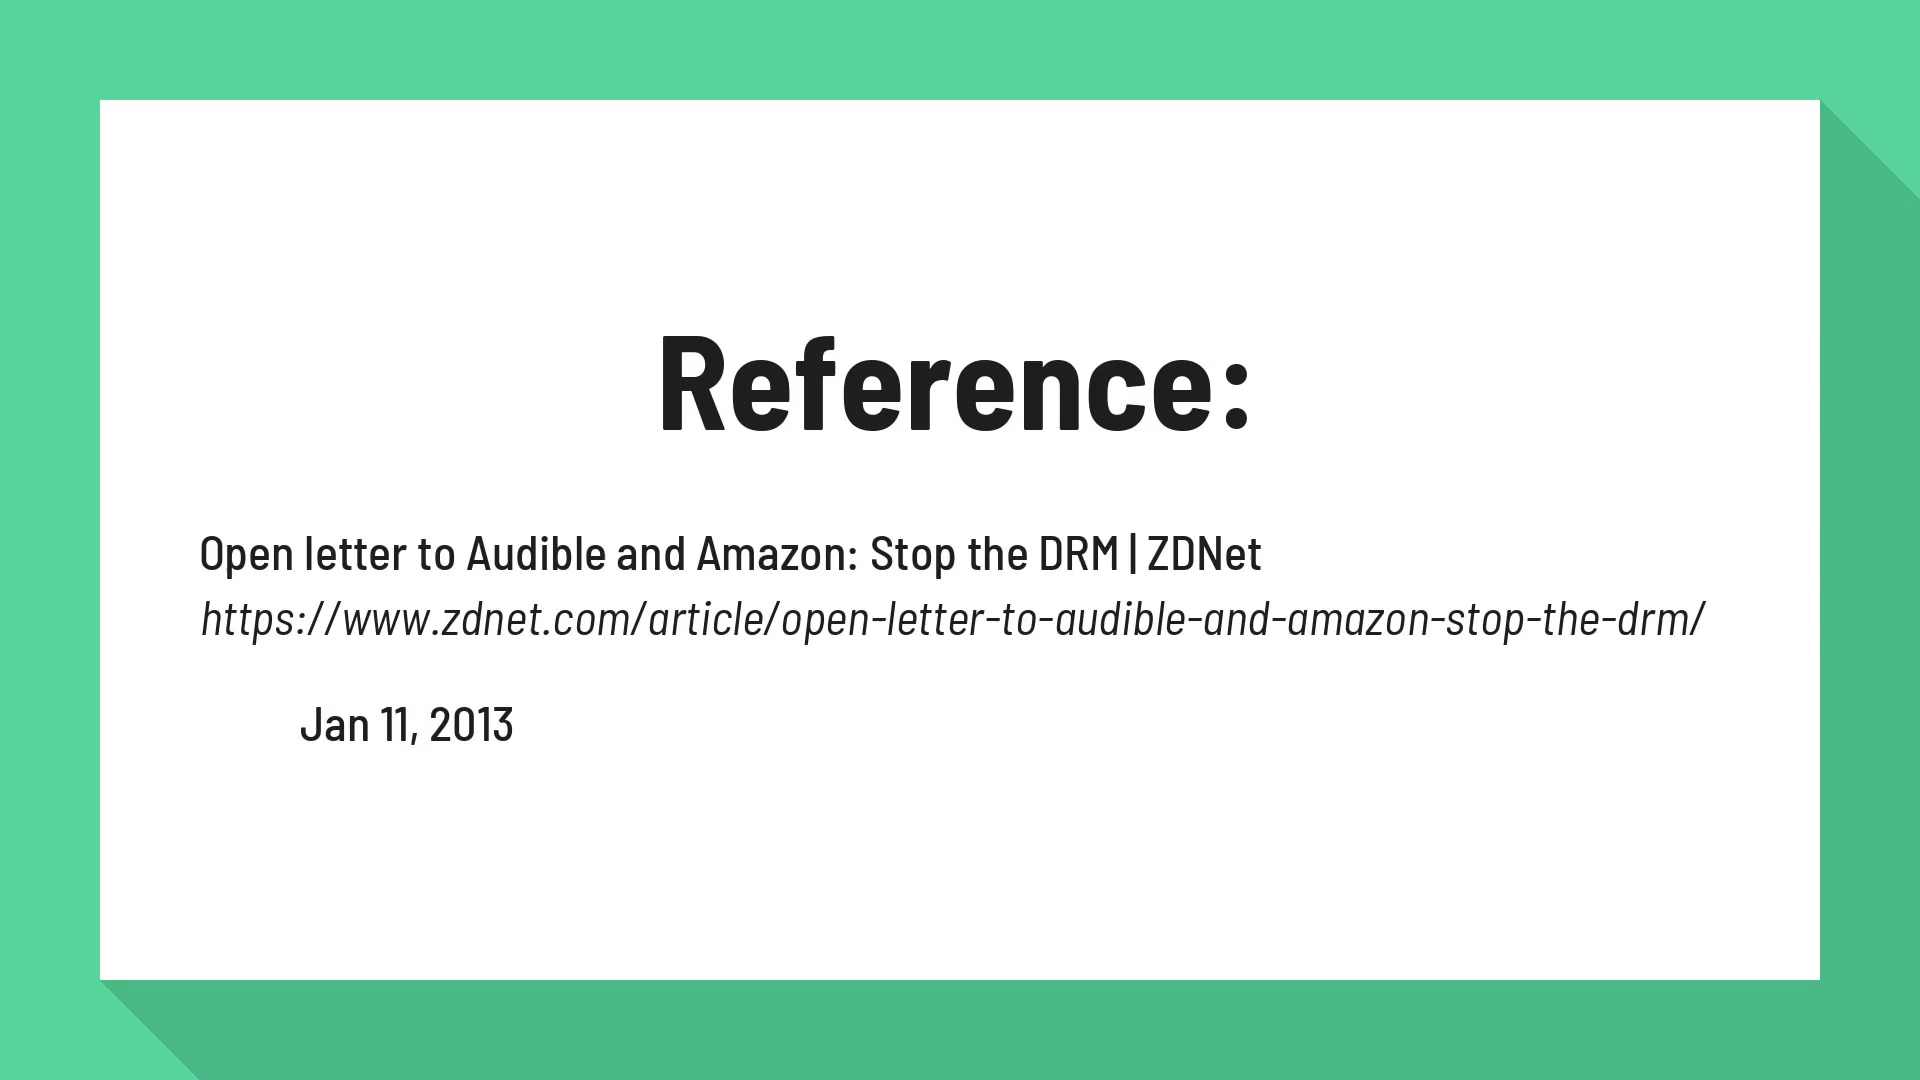 Reference:
Open letter to Audible and Amazon: Stop the DRM | ZDNet
https://www.zdnet.com/article/open-letter-to-audible-and-amazon-stop-the-drm/
Jan 11, 2013